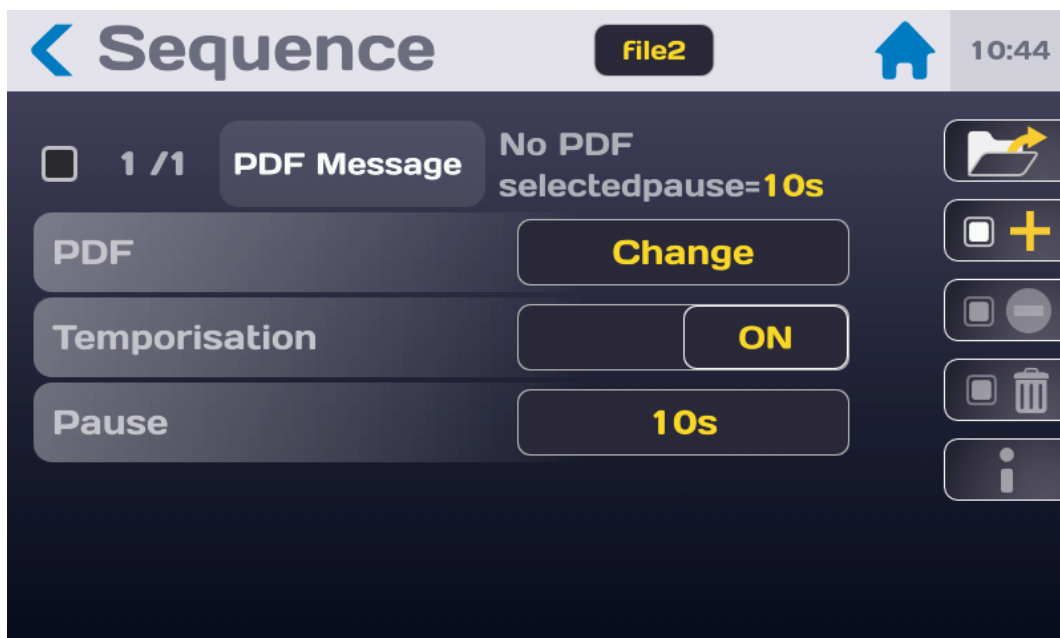 Sequence
file2
10:44
1 /1
PDF Message
No PDF
selectedpause=10s
PDF
Change
Temporisation
ON
Pause
10s